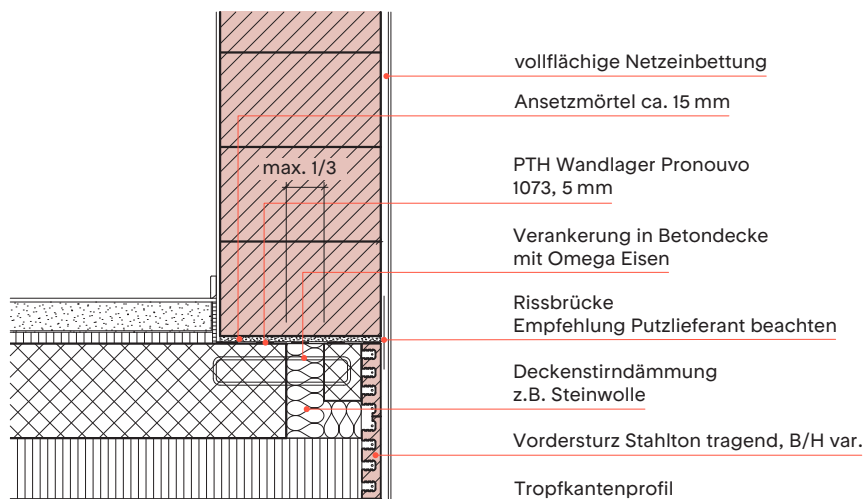 vollflächige Netzeinbettung
Ansetzmörtel ca. 15 mm
max. 1/3
PTH Wandlager Pronouvo
1073, 5 mm
Verankerung in Betondecke
mit Omega Eisen
Rissbrücke
Empfehlung Putzlieferant beachten
Deckenstirndämmung
z.B. Steinwolle
Vordersturz Stahlton tragend, B/H var.
Tropfkantenprofil